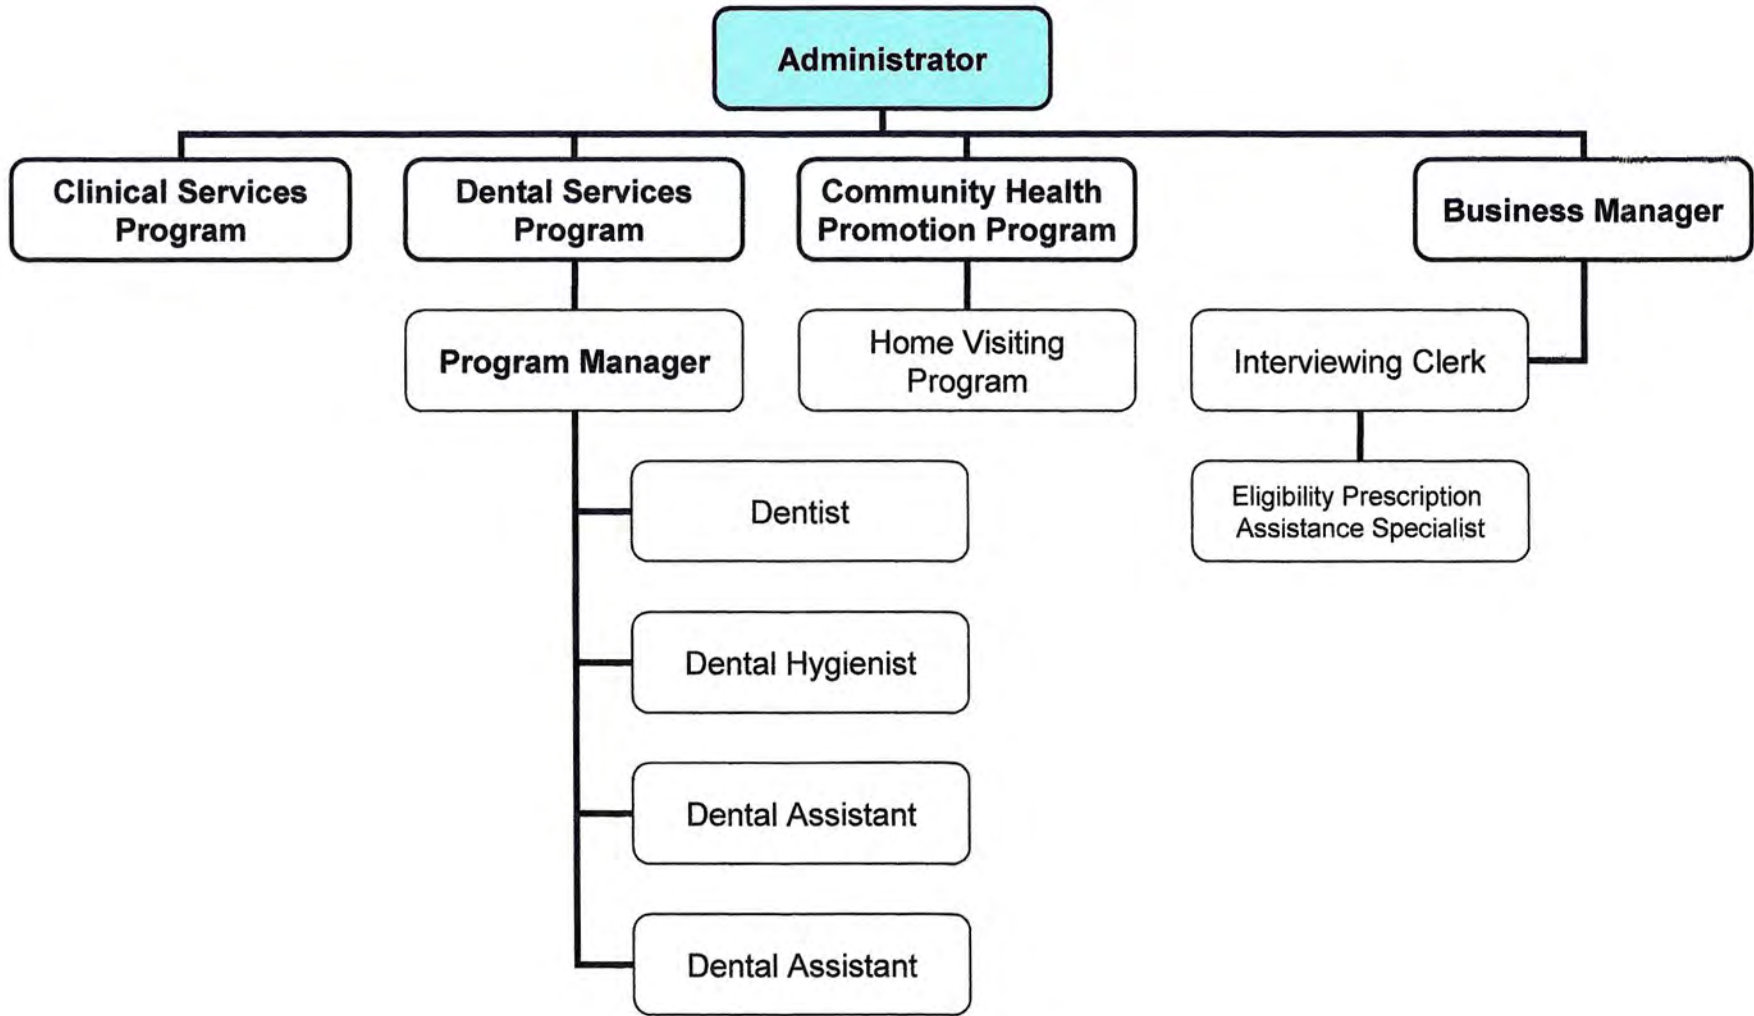 Administrator
Clinical Services
Program
Dental Services
Program
Community Health
Promotion Program
Business Manager
Program Manager
Home Visiting
Program
Interviewing Clerk
Dentist
Eligibility Prescription
Assistance Specialist
Dental Hygienist
Dental Assistant
Dental Assistant